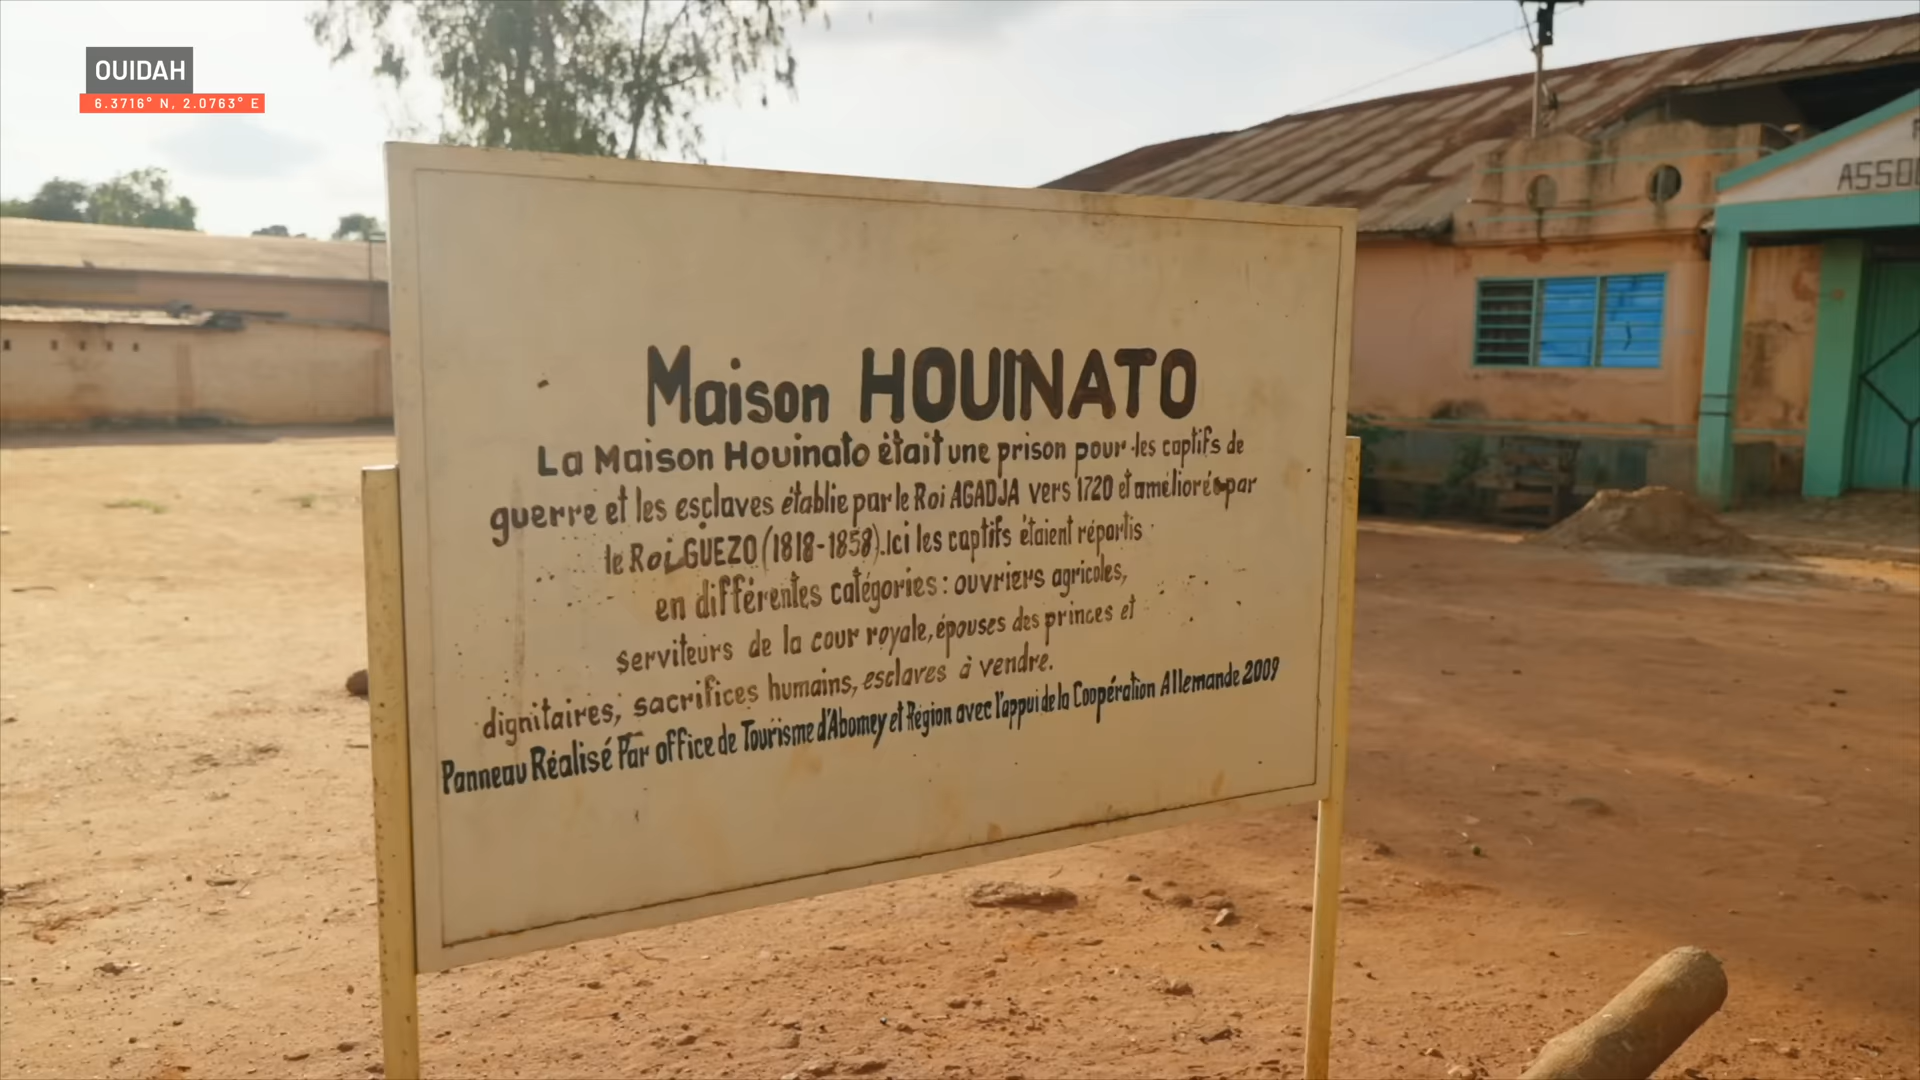 OUIDAH
6.3716° N, 2.0763° E
ASSOU
Maison HOUINATO
La Maison Houinato était une prison pour les captifs de
guerre et les esclaves établie par le Roi AGADJA vers 1720 et améliorée par
le Roi GUEZO (1818-1858). Ici les captifs étaient répartis
en différentes catégories : ouvriers agricoles,
serviteurs de la cour royale, épouses des princes et
dignitaires, sacrifices humains, esclaves à vendre.
Panneau Réalisé Par office de Tourisme d'Abomey et Région avec l'appui de la Coopération Allemande 2009